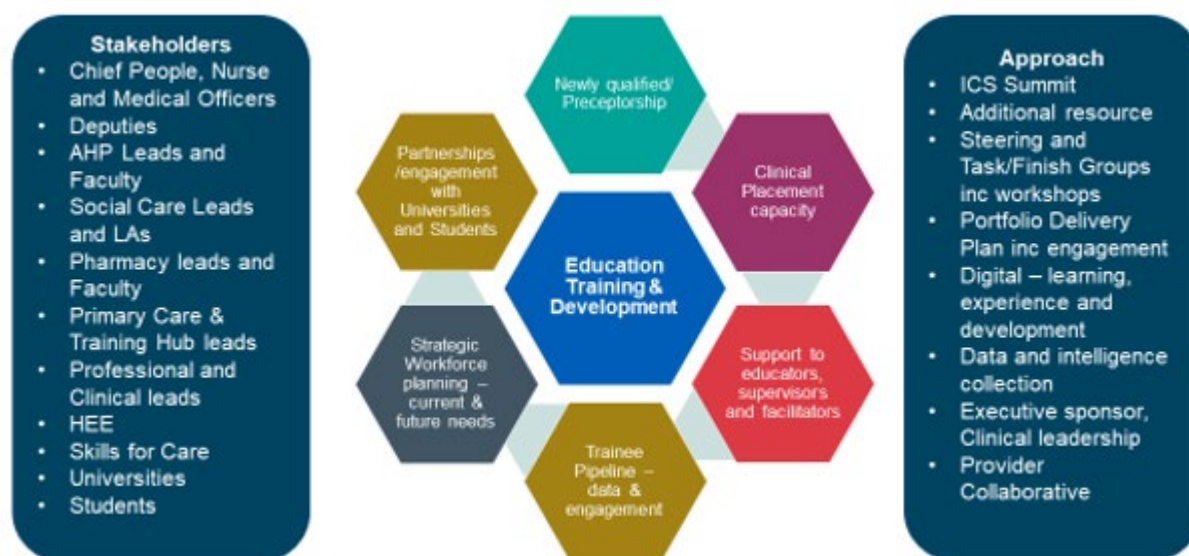 Stakeholders
• Chief People, Nurse
and Medical Officers
• Deputies
• AHP Leads and
Faculty
• Social Care Leads
and LAs
• Pharmacy leads and
Faculty
• Primary Care &
Training Hub leads
• Professional and
Clinical leads
• HEE
• Skills for Care
• Universities
• Students
Newly qualified/
Preceptorship
Partnerships
/engagement
with
Universities
and Students
Clinical
Placement
capacity
Education
Training &
Development
Strategic
Workforce
planning –
current &
future needs
Support to
educators,
supervisors
and facilitators
Trainee
Pipeline –
data &
engagement
Approach
• ICS Summit
• Additional resource
• Steering and
Task/Finish Groups
inc workshops
• Portfolio Delivery
Plan inc engagement
• Digital – learning,
experience and
development
• Data and intelligence
collection
• Executive sponsor,
Clinical leadership
• Provider
Collaborative